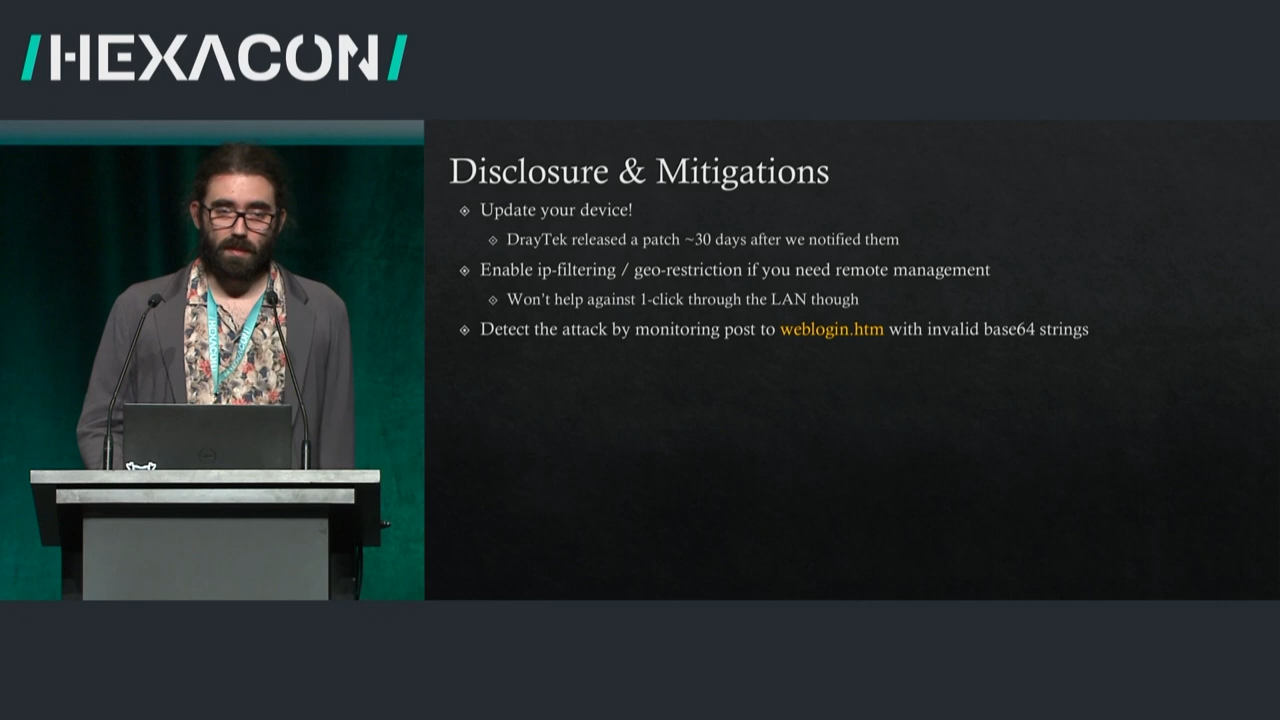 /HEXACON/
Disclosure & Mitigations
Update your device!
DrayTek released a patch ~30 days after we notified them
Enable ip-filtering / geo-restriction if you need remote management
Won't help against 1-click through the LAN though
Detect the attack by monitoring post to weblogin.htm with invalid base64 strings